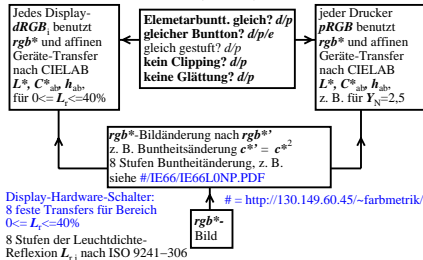 Jedes Display-
dRGBi benutzt
rgb* und affinen
Geräte-Transfer
nach CIELAB
L*, C*ab, hab,
für 0<= Lr<=40%
Elemetarbuntt. gleich? d/p
gleicher Buntton? d/p/e
gleich gestuft? d/p
kein Clipping? d/p
keine Glättung? d/p
jeder Drucker
pRGB benutzt
rgb* und affinen
Geräte-Transfer
nach CIELAB
L*, C*ab, hab,
z. B. für YN=2,5
rgb*-Bildänderung nach rgb*'
z. B. Buntheitsänderung c*' = c*2
8 Stufen Buntheitänderung, z. B.
siehe #/IE66/IE66L0NP.PDF
Display-Hardware-Schalter:
8 feste Transfers für Bereich
0<= Lr<=40%
8 Stufen der Leuchtdichte-
Reflexion Lr i nach ISO 9241–306
rgb*-
Bild
# = http://130.149.60.45/~farbmetrik/